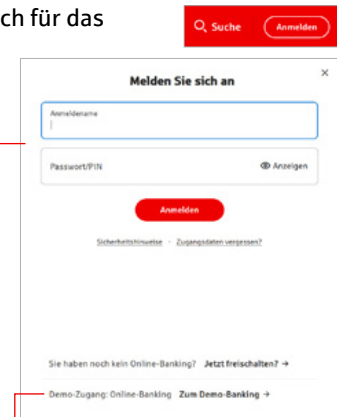 ch für das
Suche Anmelden
Melden Sie sich an
Anmeldename
Passwort/PIN Anzeigen
Anmelden
Sicherheitshinweise · Zugangsdaten vergessen?
Sie haben noch kein Online-Banking? Jetzt freischalten? →
Demo-Zugang: Online-Banking Zum Demo-Banking →